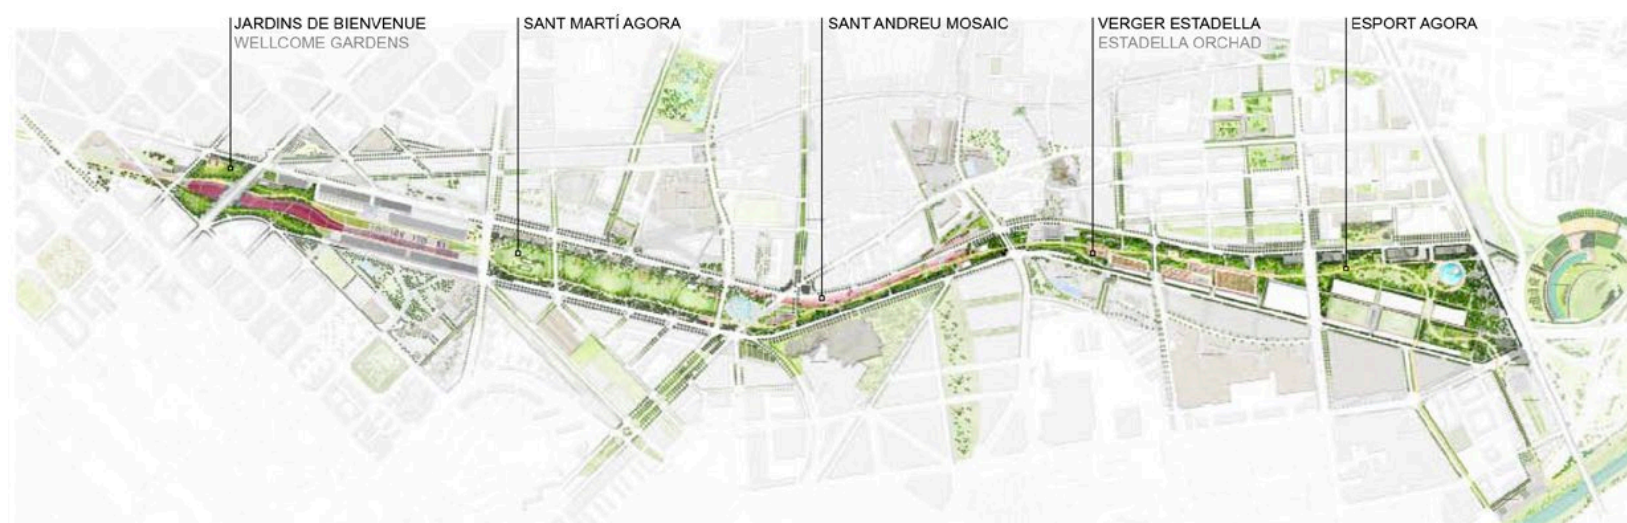 JARDINS DE BIENVENUE
WELLCOME GARDENS
SANT MARTÍ AGORA
SANT ANDREU MOSAIC
VERGER ESTADELLA
ESTADELLA ORCHAD
ESPORT AGORA